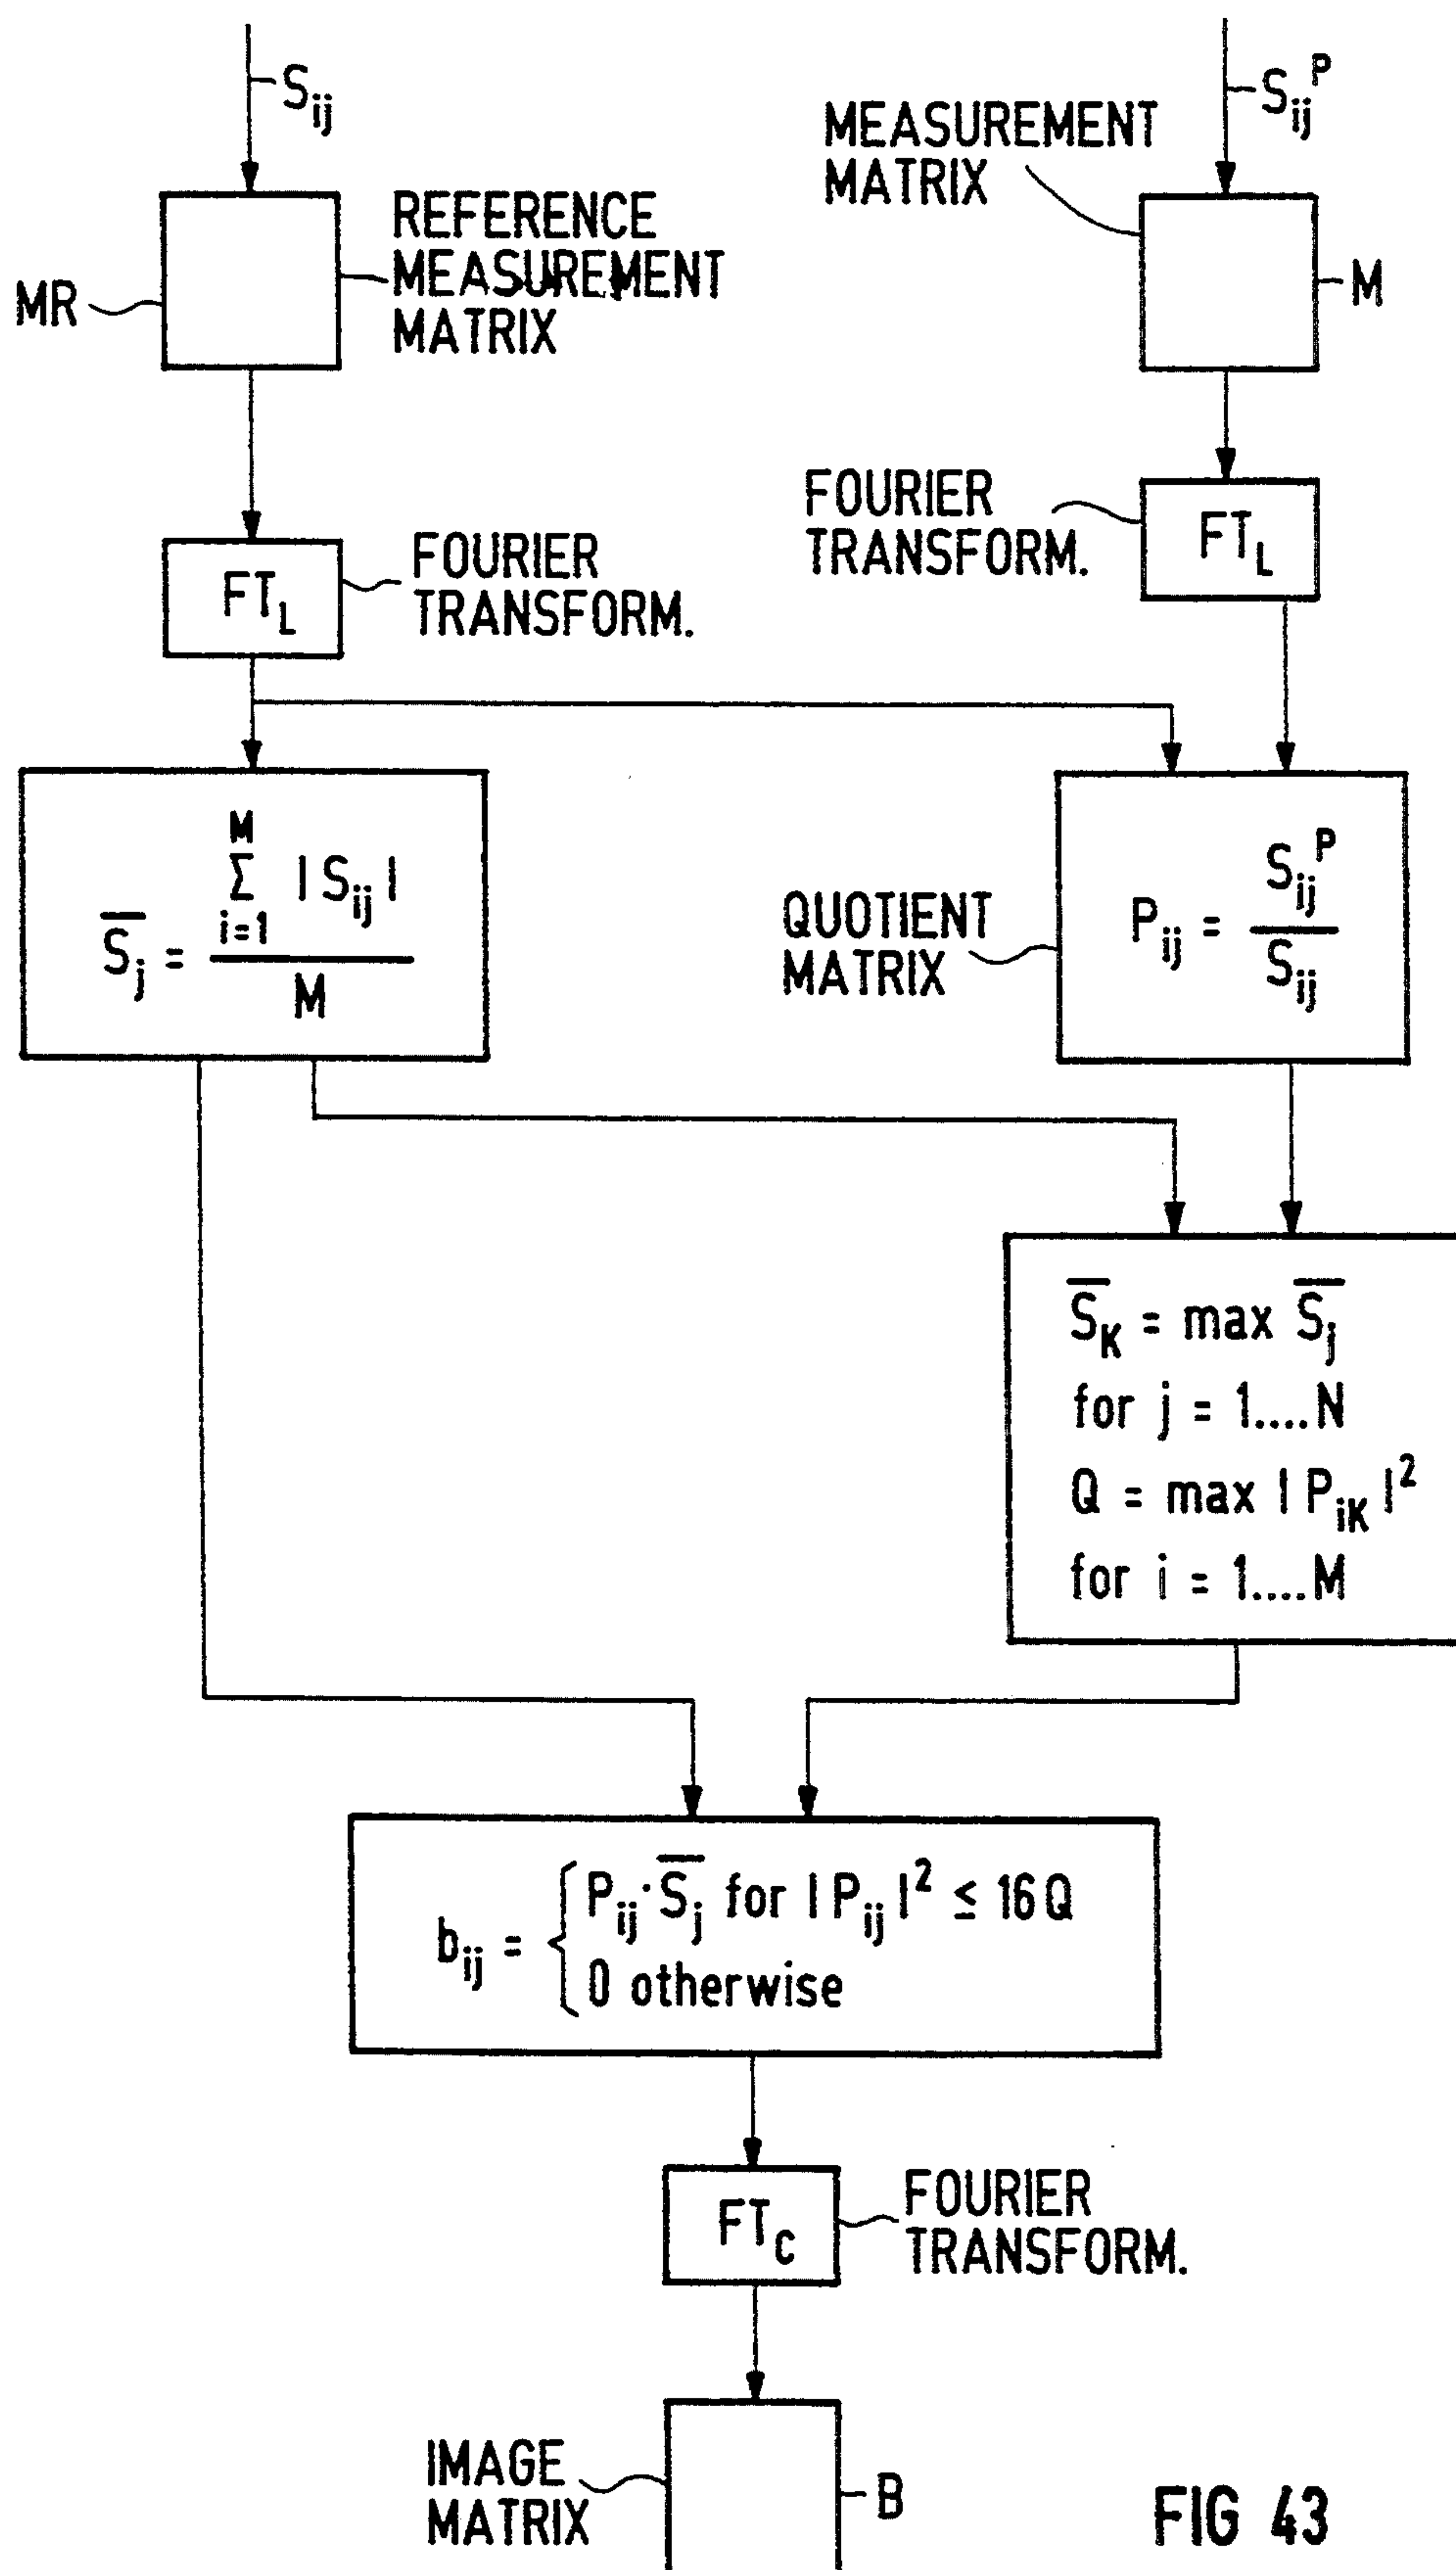 S_ij
S_ij^P
MEASUREMENT
MATRIX
REFERENCE
MEASUREMENT
MATRIX
MR
M
FOURIER
TRANSFORM.
FT_L
FOURIER
TRANSFORM.
FT_L
S̅_j = Σ_{i=1}^{M} |S_ij| / M
QUOTIENT
MATRIX
P_ij = S_ij^P / S_ij
S̅_K = max S̅_j
for j = 1....N
Q = max |P_iK|²
for i = 1....M
b_ij = { P_ij · S̅_j for |P_ij|² ≤ 16Q
0 otherwise
FT_C
FOURIER
TRANSFORM.
IMAGE
MATRIX
B
FIG 43